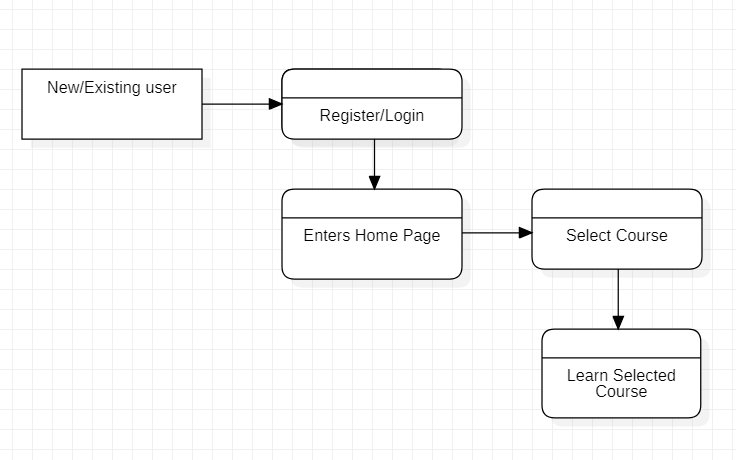 New/Existing user
Register/Login
Enters Home Page
Select Course
Learn Selected
Course